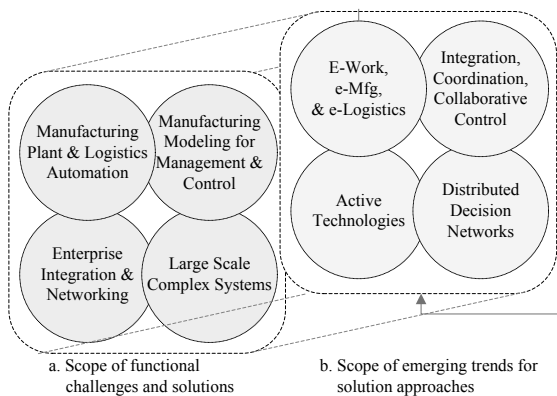 Manufacturing
Plant & Logistics
Automation
Manufacturing
Modeling for
Management &
Control
Enterprise
Integration &
Networking
Large Scale
Complex Systems
E-Work,
e-Mfg,
& e-Logistics
Integration,
Coordination,
Collaborative
Control
Active
Technologies
Distributed
Decision
Networks
a. Scope of functional
challenges and solutions
b. Scope of emerging trends for
solution approaches